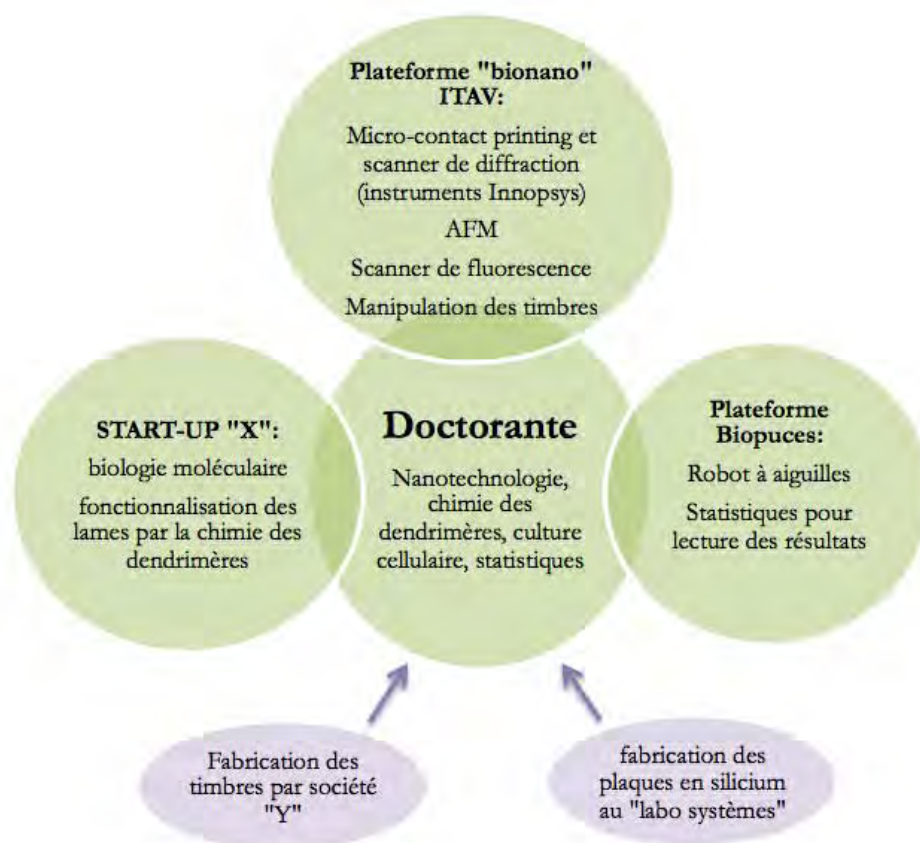 Plateforme "bionano"
ITAV:
Micro-contact printing et
scanner de diffraction
(instruments Innopsys)
AFM
Scanner de fluorescence
Manipulation des timbres
START-UP "X":
biologie moléculaire
fonctionnalisation des
lames par la chimie des
dendrimères
Doctorante
Nanotechnologie,
chimie des
dendrimères, culture
cellulaire, statistiques
Plateforme
Biopuces:
Robot à aiguilles
Statistiques pour
lecture des résultats
Fabrication des
timbres par société
"Y"
fabrication des
plaques en silicium
au "labo systèmes"